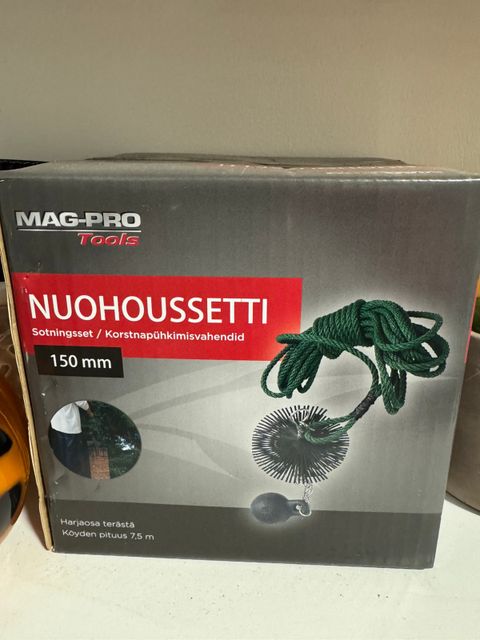 MAG-PRO
Tools
NUOHOUSSETTI
Sotningsset / Korstnapühkimisvahendid
150 mm
Harjaosa terästä
Köyden pituus 7,5 m